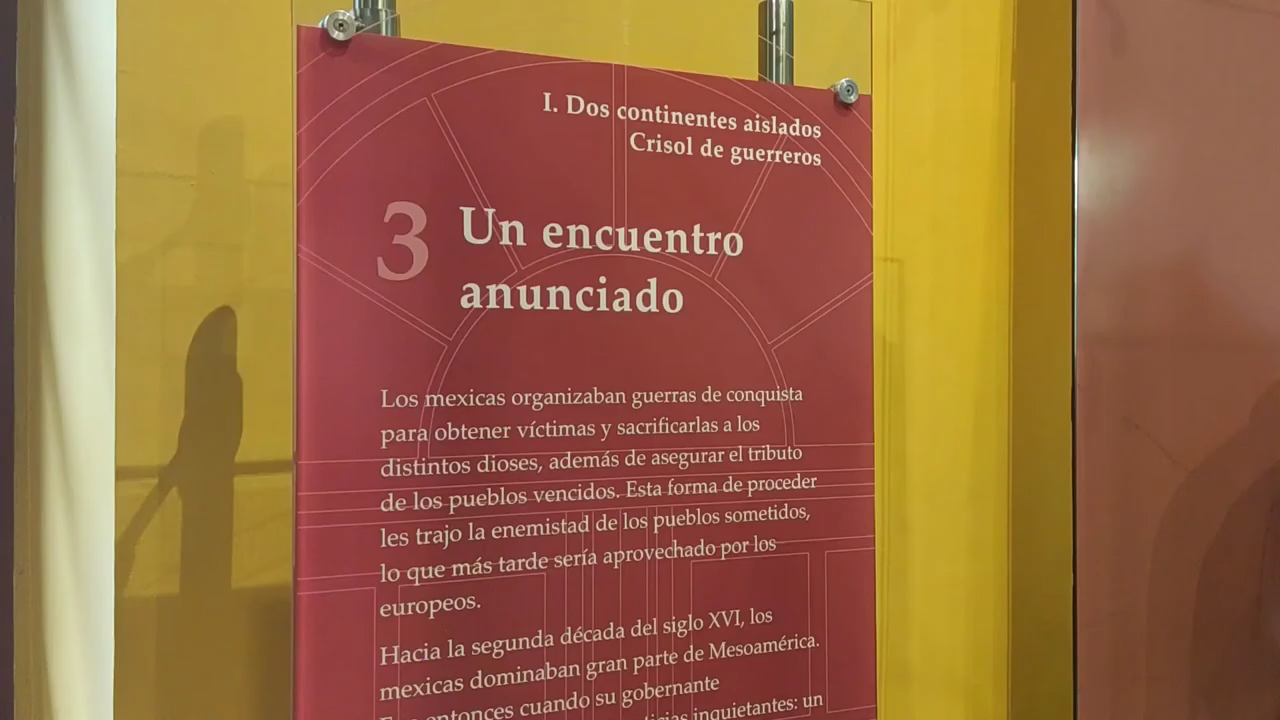 I. Dos continentes aislados
Crisol de guerreros
3 Un encuentro
anunciado
Los mexicas organizaban guerras de conquista
para obtener víctimas y sacrificarlas a los
distintos dioses, además de asegurar el tributo
de los pueblos vencidos. Esta forma de proceder
les trajo la enemistad de los pueblos sometidos,
lo que más tarde sería aprovechado por los
europeos.
Hacia la segunda década del siglo XVI, los
mexicas dominaban gran parte de Mesoamérica.
entonces cuando su gobernante
inquietantes: un